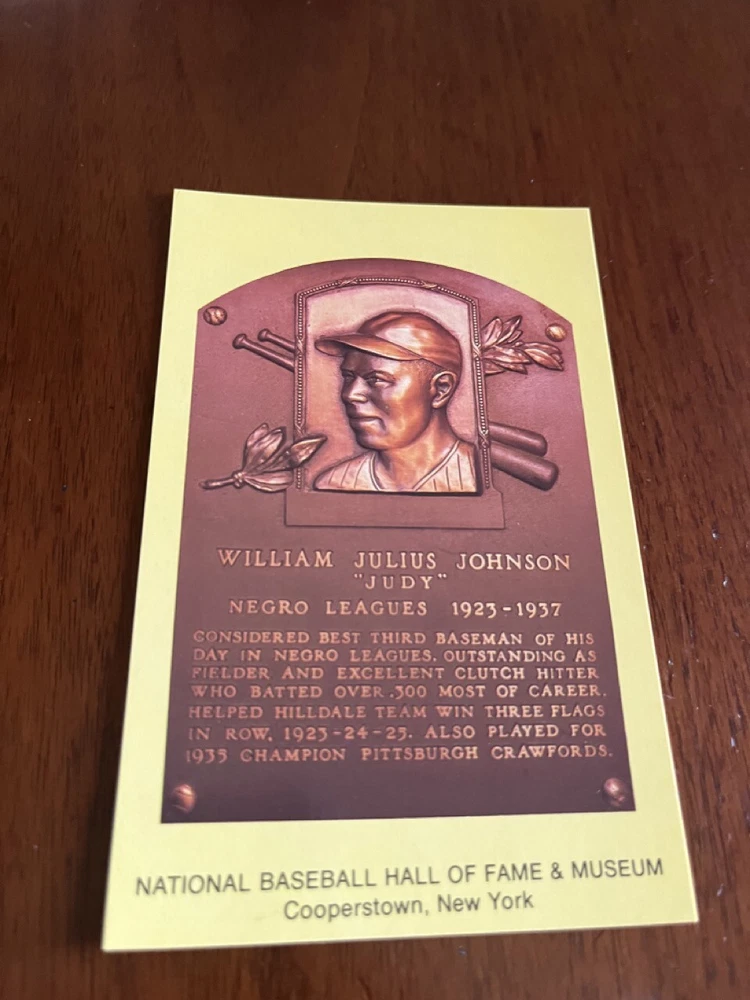 WILLIAM JULIUS JOHNSON
"JUDY"
NEGRO LEAGUES 1923-1937
CONSIDERED BEST THIRD BASEMAN OF HIS
DAY IN NEGRO LEAGUES. OUTSTANDING AS
FIELDER AND EXCELLENT CLUTCH HITTER
WHO BATTED OVER .300 MOST OF CAREER.
HELPED HILLDALE TEAM WIN THREE FLAGS
IN ROW, 1923-24-25. ALSO PLAYED FOR
1935 CHAMPION PITTSBURGH CRAWFORDS.
NATIONAL BASEBALL HALL OF FAME & MUSEUM
Cooperstown, New York